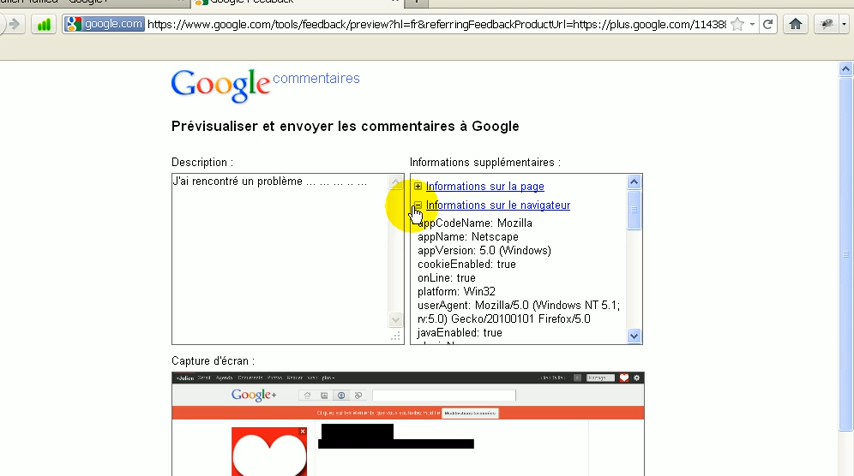 Google Feedback
google.com https://plus.google.com/tools/feedback/preview?hl=fr&referringFeedbackProductUrl=https://plus.google.com/11438
Google commentaires
Prévisualiser et envoyer les commentaires à Google
Description :
Informations supplémentaires :
J'ai rencontré un problème ... ... ... .. ...
Informations sur la page
Informations sur le navigateur
appCodeName: Mozilla
appName: Netscape
appVersion: 5.0 (Windows)
cookieEnabled: true
onLine: true
platform: Win32
userAgent: Mozilla/5.0 (Windows NT 5.1;
rv:5.0) Gecko/20100101 Firefox/5.0
javaEnabled: true
Capture d'écran :
Google+